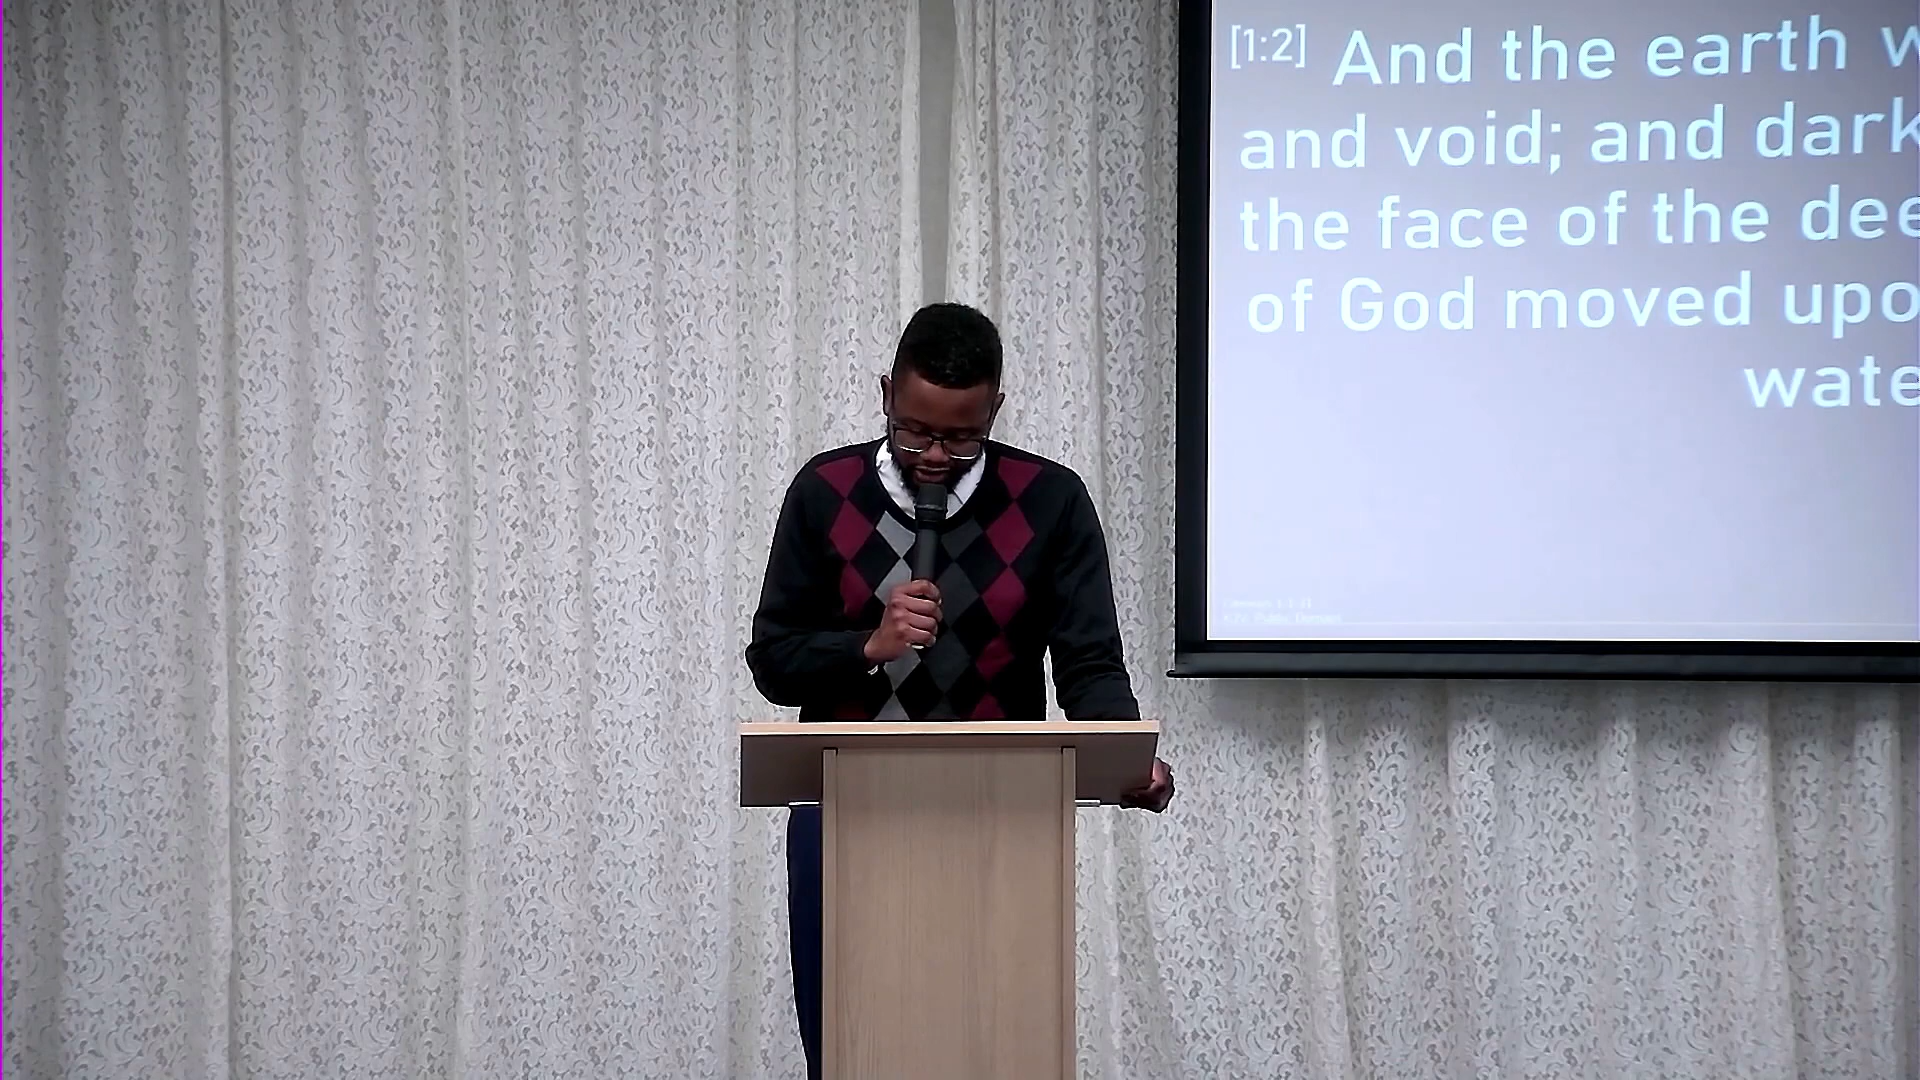 [1:2] And the earth w
and void; and dark
the face of the dee
of God moved upo
wate